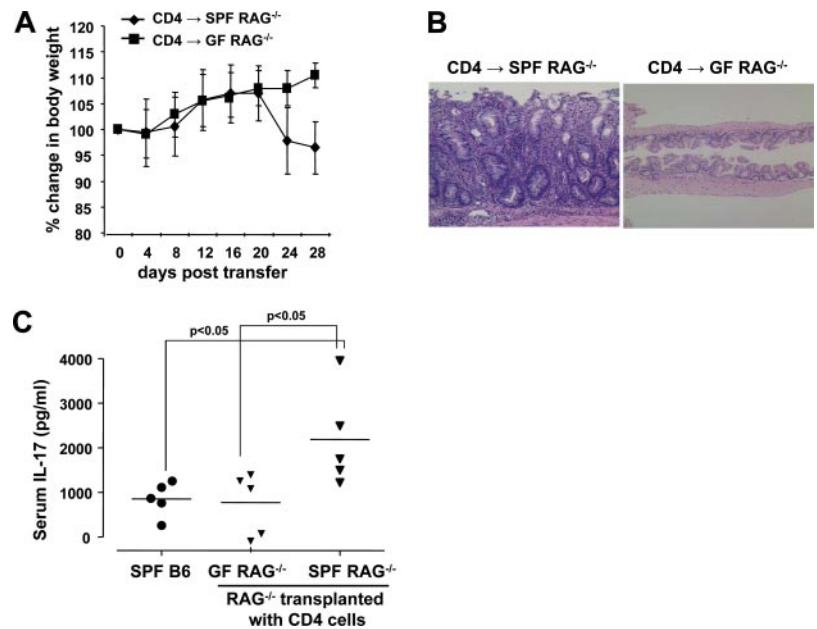 A
CD4 → SPF RAG-/-
CD4 → GF RAG-/-
% change in body weight
120
115
110
105
100
95
90
85
80
0 4 8 12 16 20 24 28
days post transfer
B
CD4 → SPF RAG-/-
CD4 → GF RAG-/-
C
p<0.05
p<0.05
Serum IL-17 (pg/ml)
4000
3000
2000
1000
0
SPF B6
GF RAG-/-
SPF RAG-/-
RAG-/- transplanted
with CD4 cells